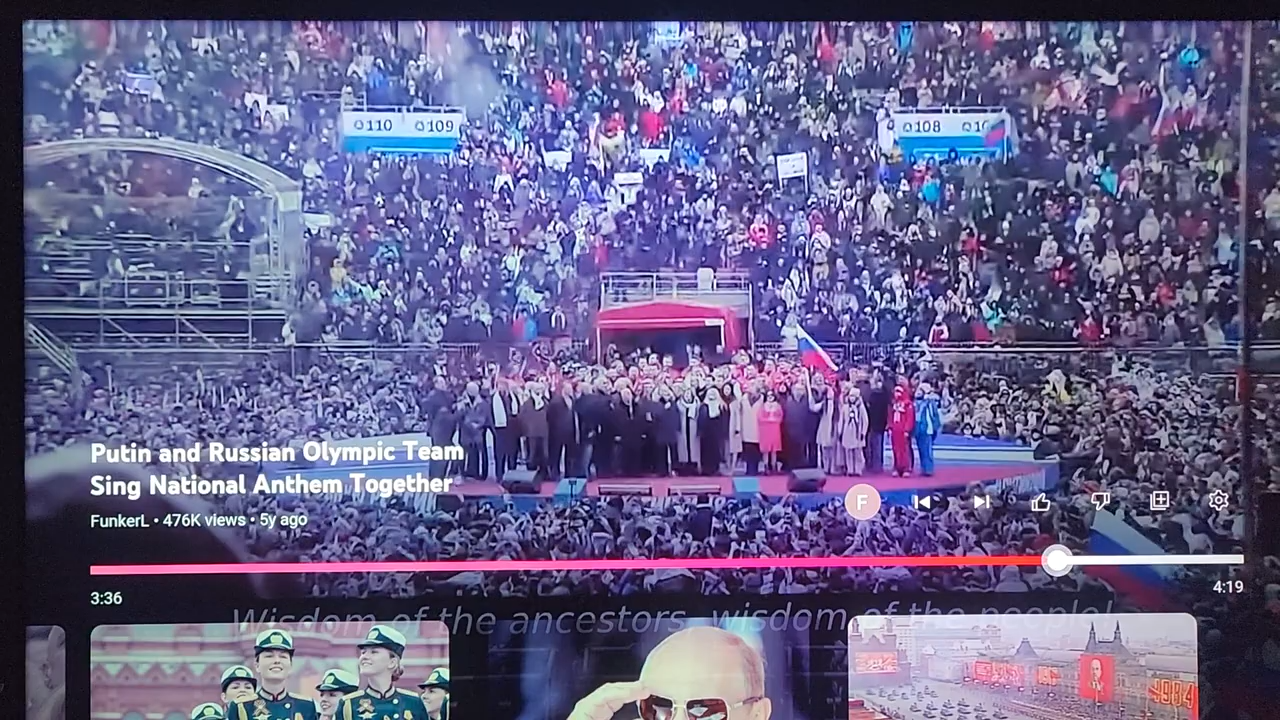 110 109
108
Putin and Russian Olympic Team
Sing National Anthem Together
FunkerL • 476K views • 5y ago
F
3:36
4:19
Wisdom of the ancestors, wisdom of the people!
1984